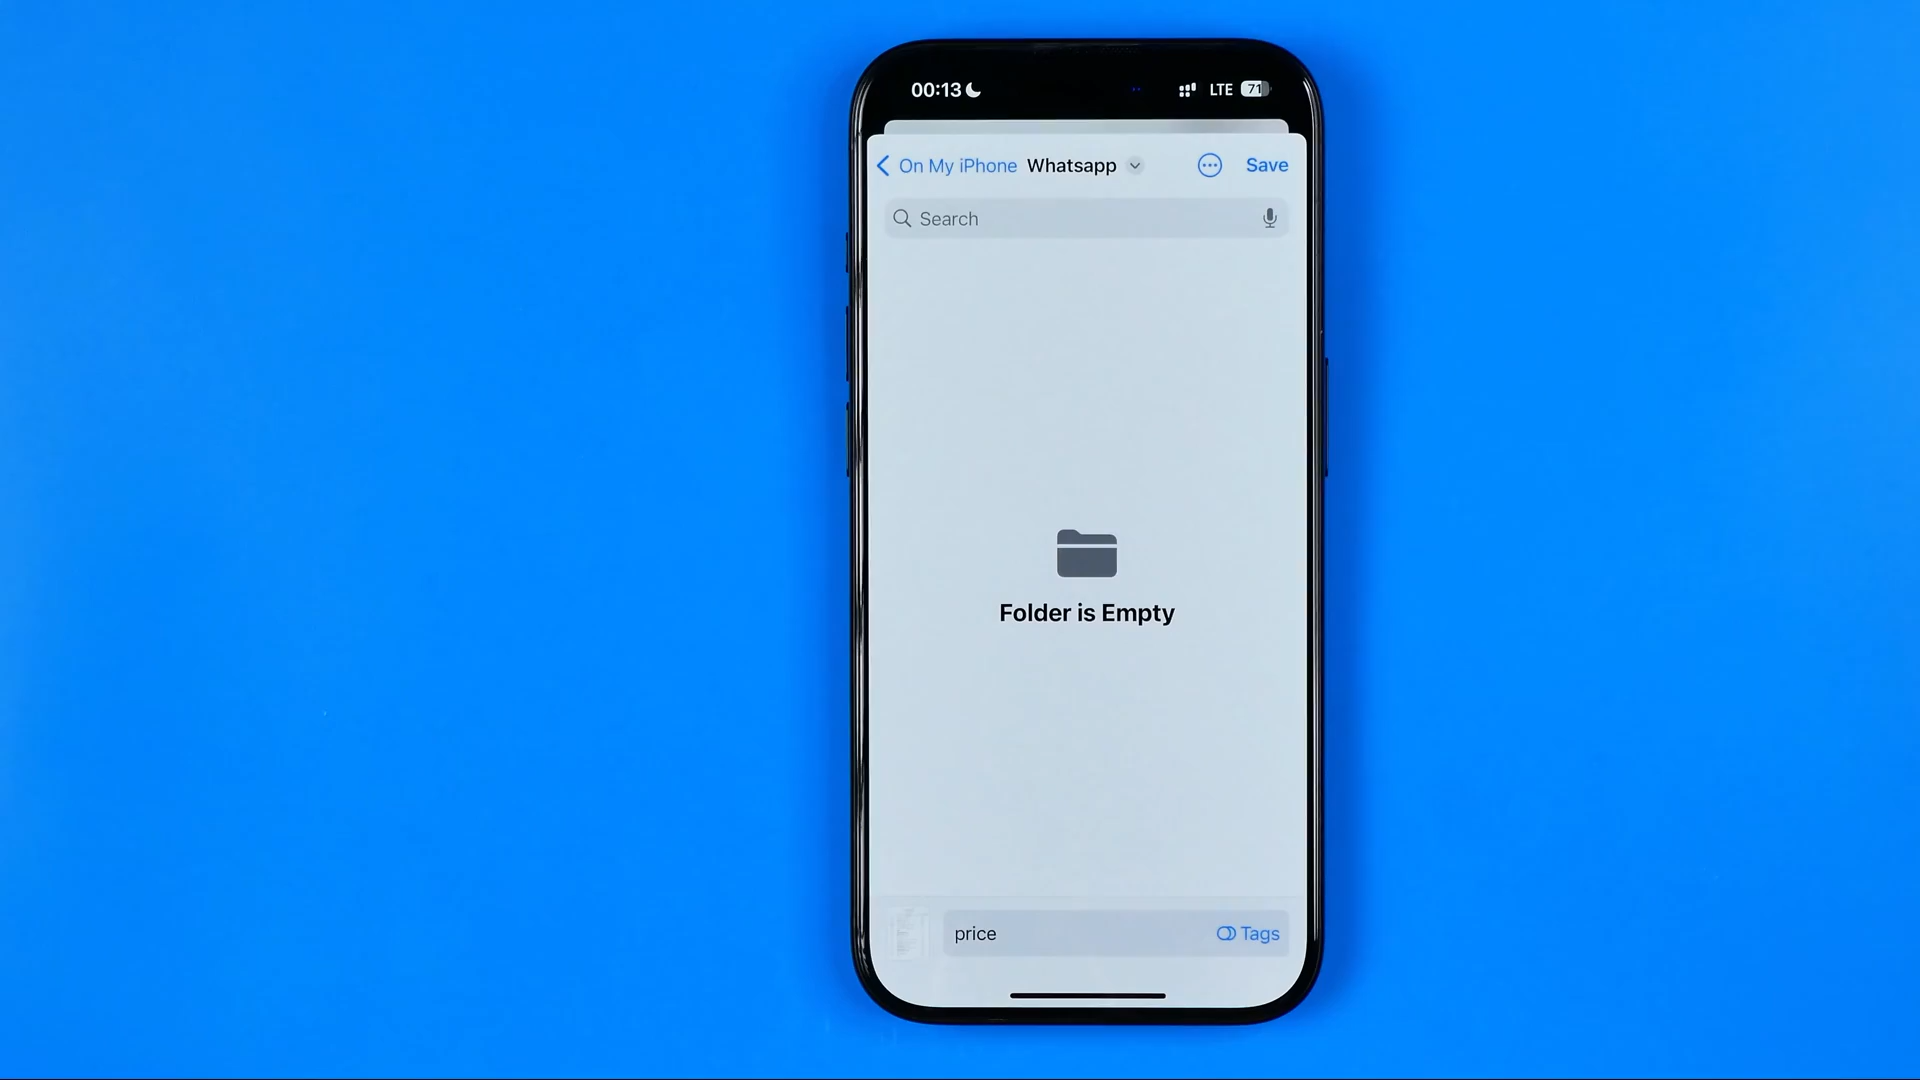 00:13 LTE 71
On My iPhone Whatsapp Save
Search
Folder is Empty
price Tags